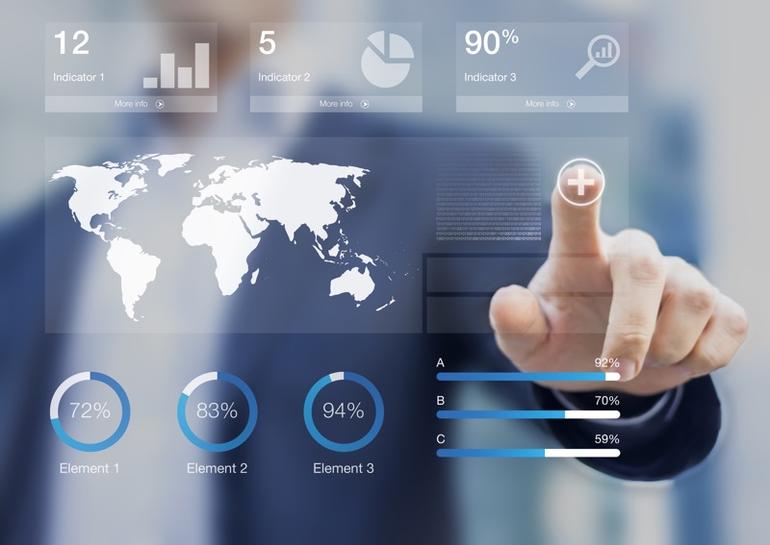 12
Indicator 1
More info
5
Indicator 2
More info
90%
Indicator 3
More info
A 92%
B 70%
C 59%
72%
Element 1
83%
Element 2
94%
Element 3